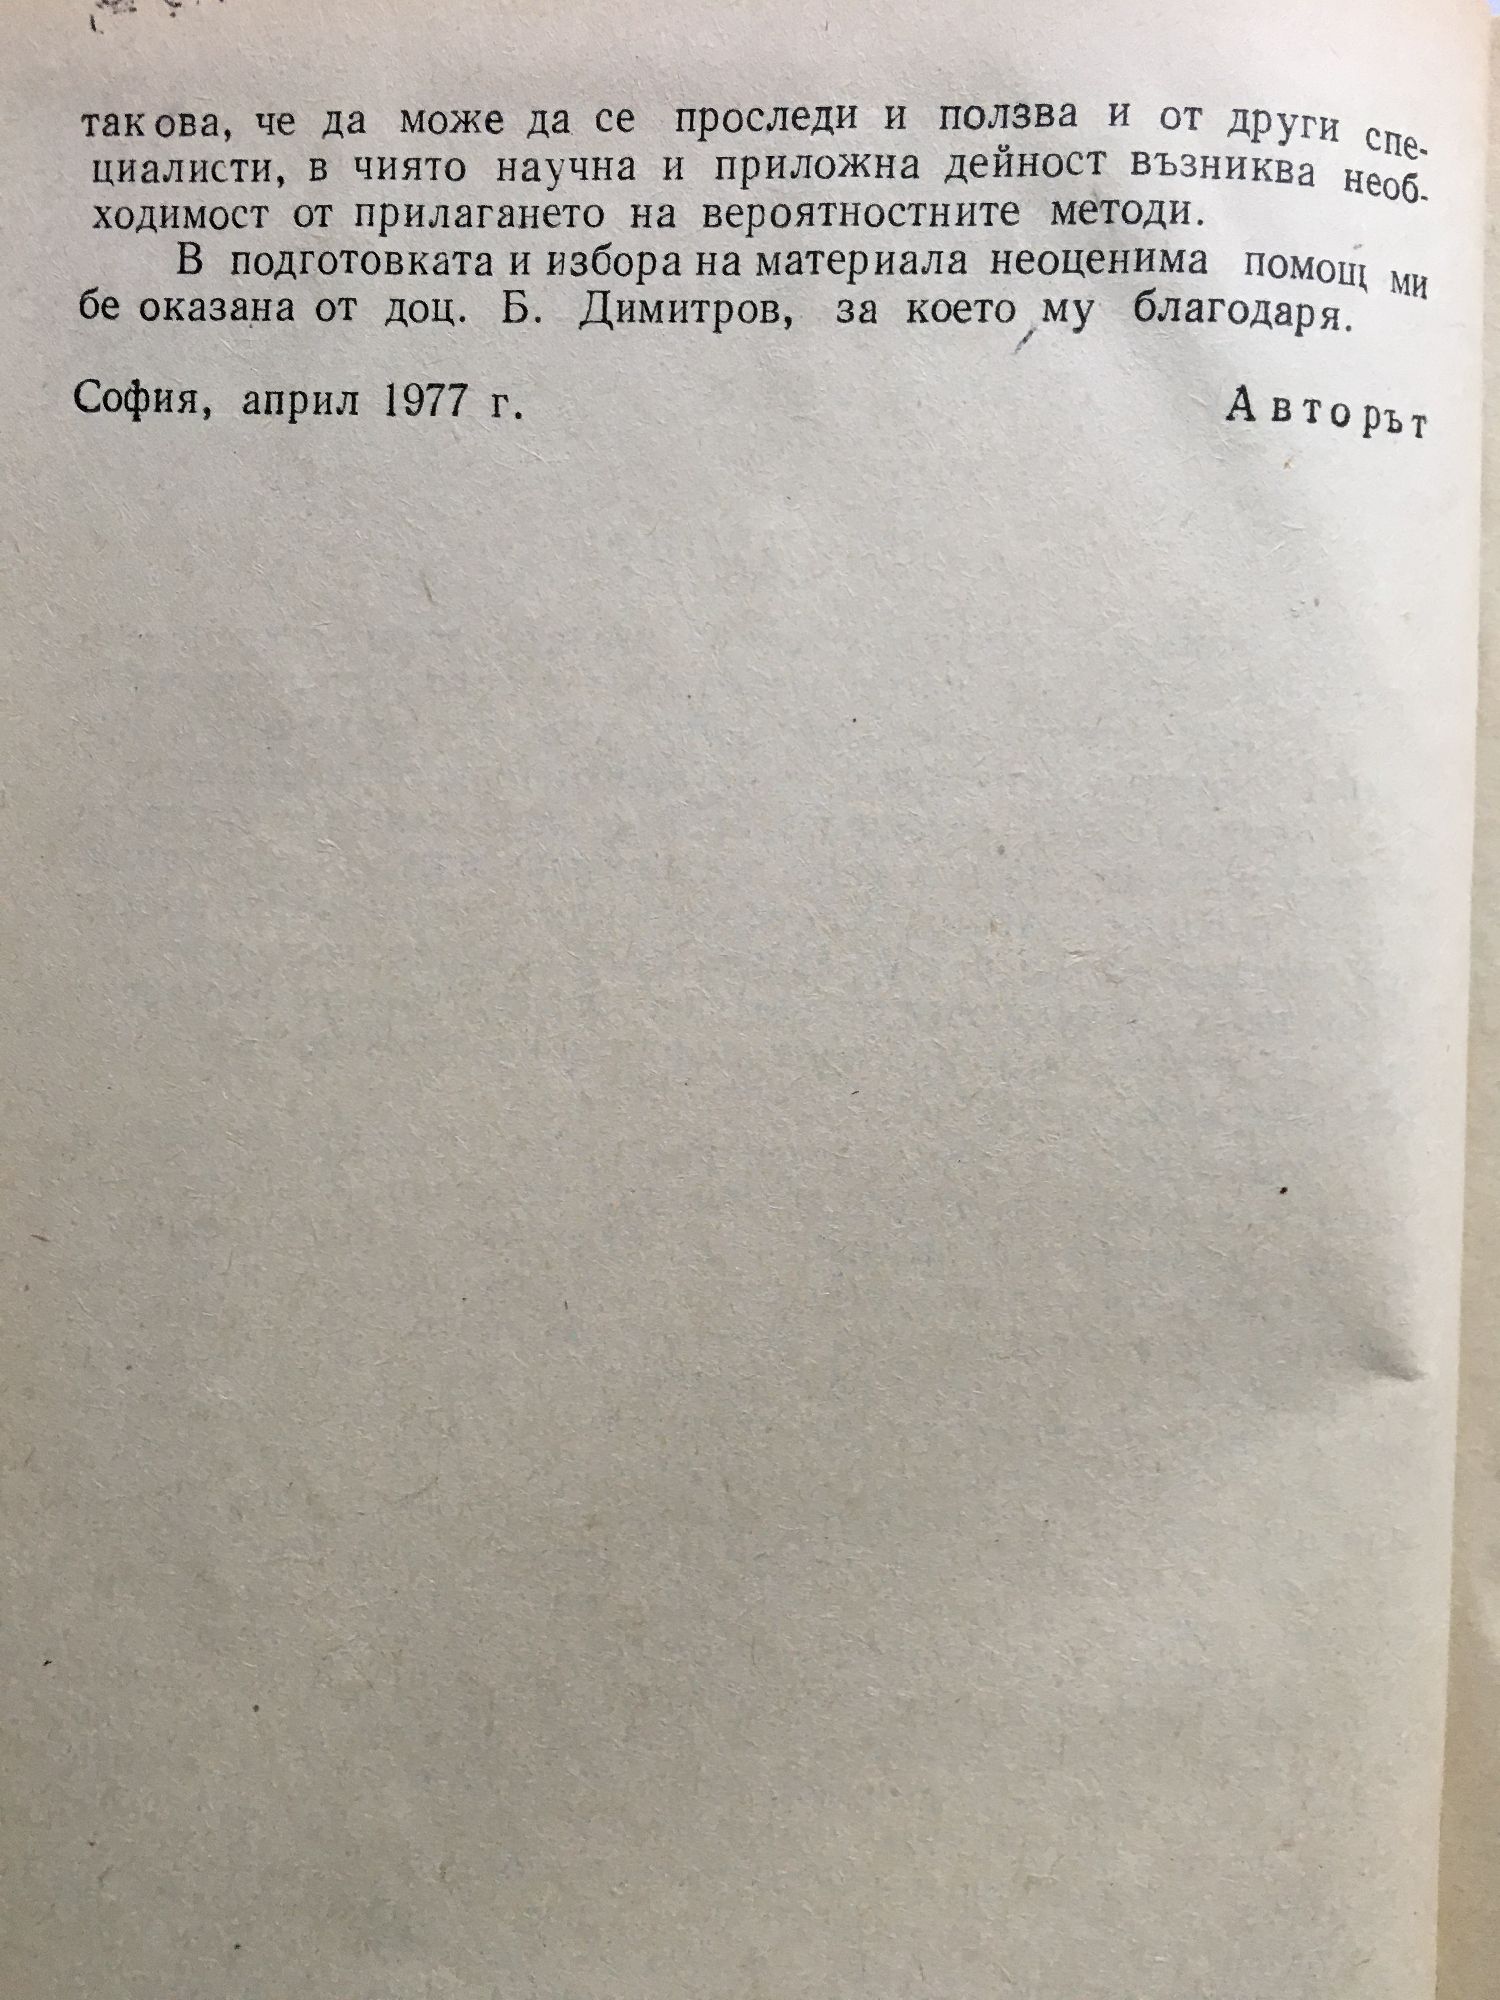 такова, че да може да се проследи и ползва и от други спе-
циалисти, в чиято научна и приложна дейност възниква необ-
ходимост от прилагането на вероятностните методи.
В подготовката и избора на материала неоценима помощ ми
бе оказана от доц. Б. Димитров, за което му благодаря.
София, април 1977 г. Авторът